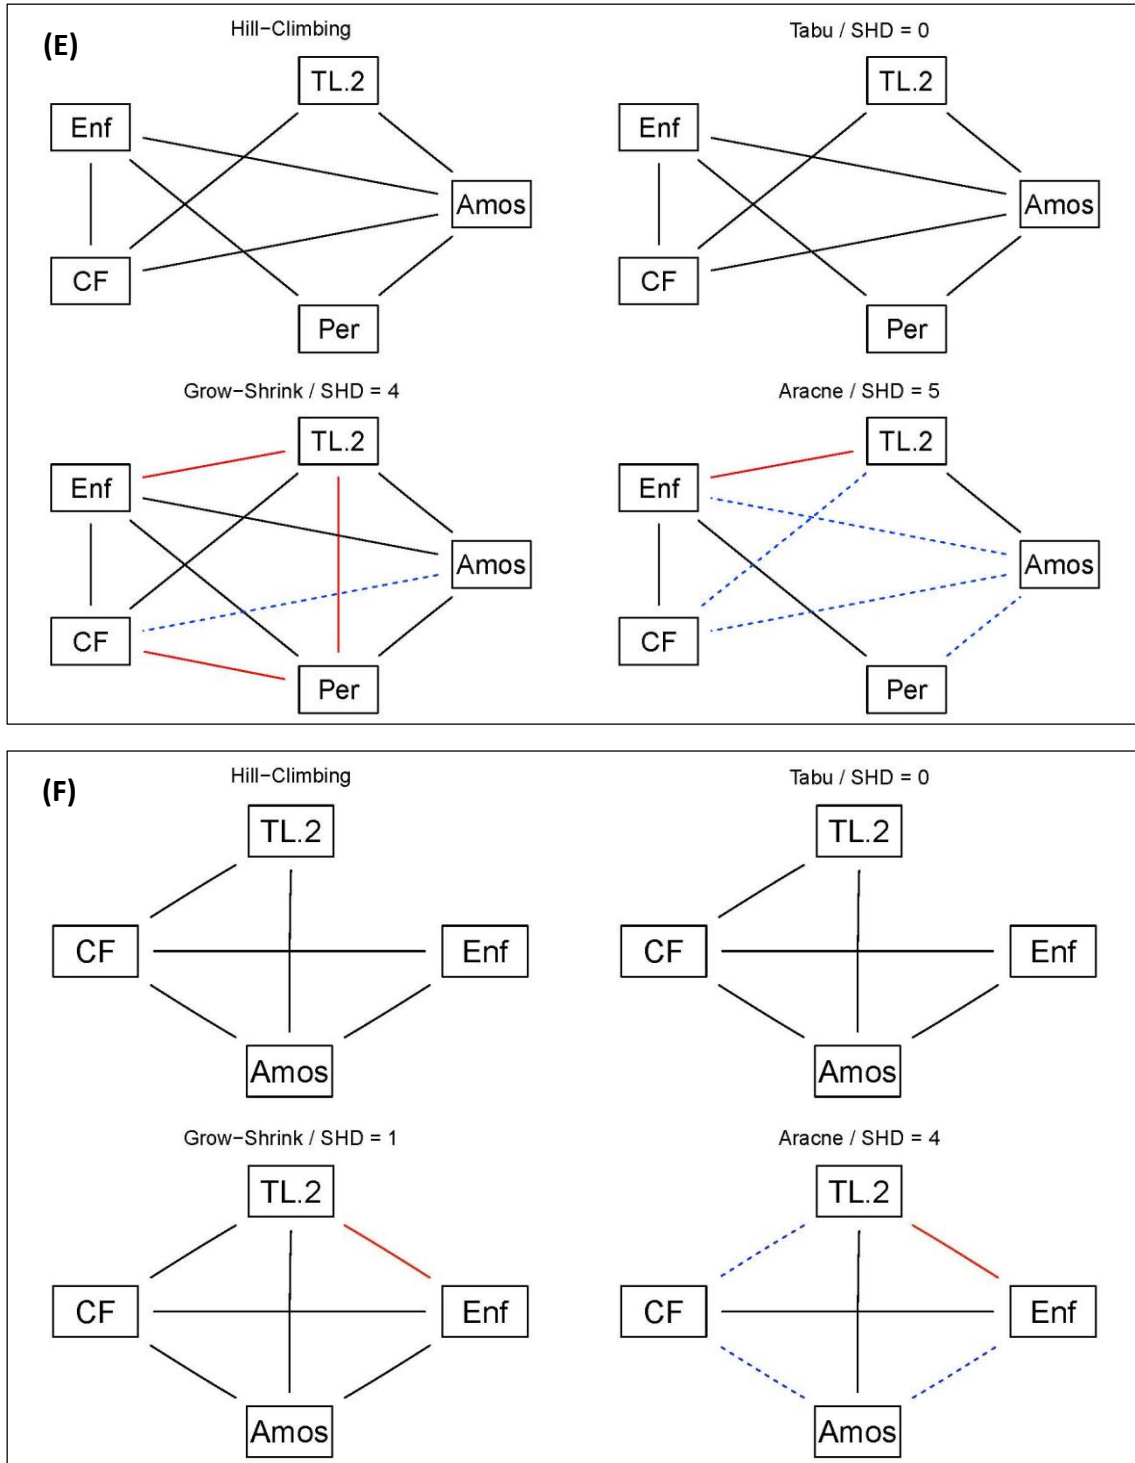 (E)
Hill−Climbing
TL.2
Enf
Amos
CF
Per
Tabu / SHD = 0
TL.2
Enf
Amos
CF
Per
Grow−Shrink / SHD = 4
TL.2
Enf
Amos
CF
Per
Aracne / SHD = 5
TL.2
Enf
Amos
CF
Per
(F)
Hill−Climbing
TL.2
CF
Enf
Amos
Tabu / SHD = 0
TL.2
CF
Enf
Amos
Grow−Shrink / SHD = 1
TL.2
CF
Enf
Amos
Aracne / SHD = 4
TL.2
CF
Enf
Amos